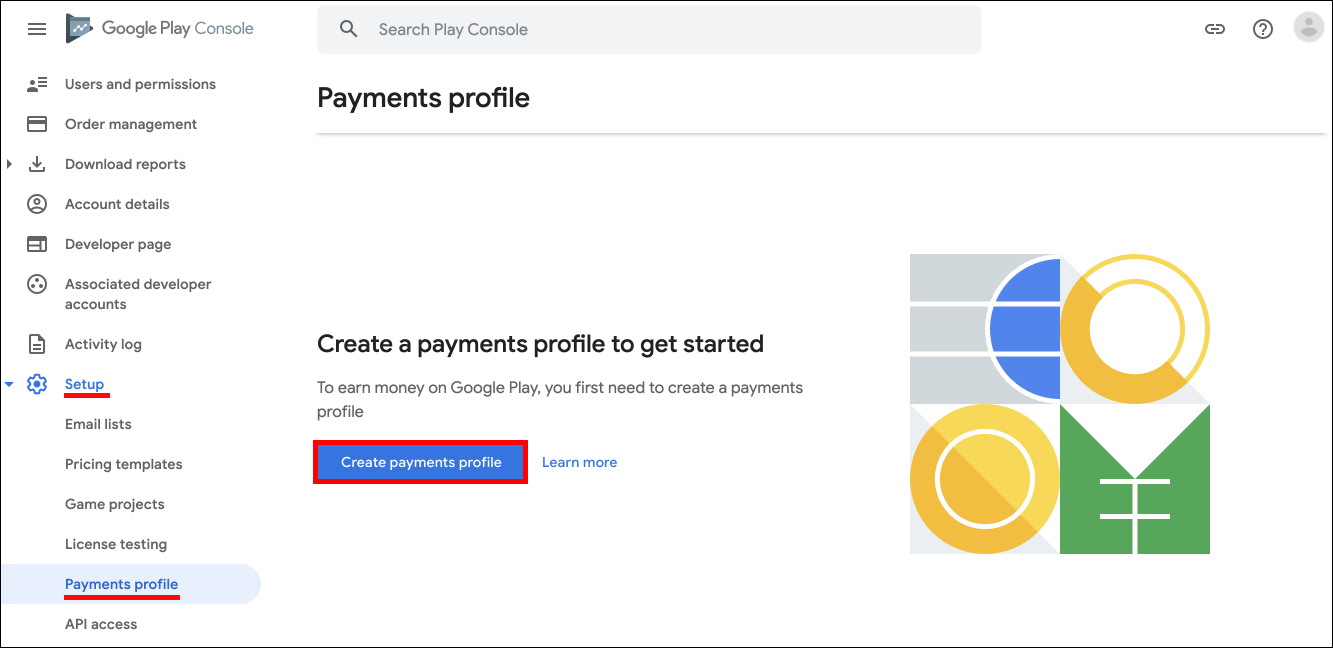 Google Play Console
Search Play Console
Users and permissions
Order management
Download reports
Account details
Developer page
Associated developer
accounts
Activity log
Setup
Email lists
Pricing templates
Game projects
License testing
Payments profile
API access
Payments profile
Create a payments profile to get started
To earn money on Google Play, you first need to create a payments
profile
Create payments profile
Learn more